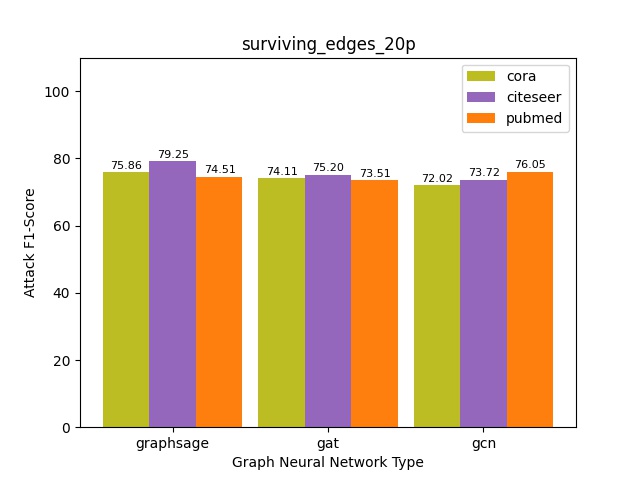 surviving_edges_20p
cora
citeseer
pubmed
100
80
60
40
20
0
Attack F1-Score
75.86
79.25
74.51
74.11
75.20
73.51
72.02
73.72
76.05
graphsage
gat
gcn
Graph Neural Network Type